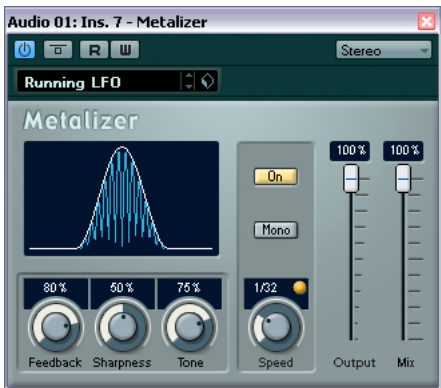 Audio 01: Ins. 7 - Metalizer
R W Stereo
Running LFO
Metalizer
100% 100%
On
Mono
80% 50% 75% 1/32
Feedback Sharpness Tone Speed Output Mix